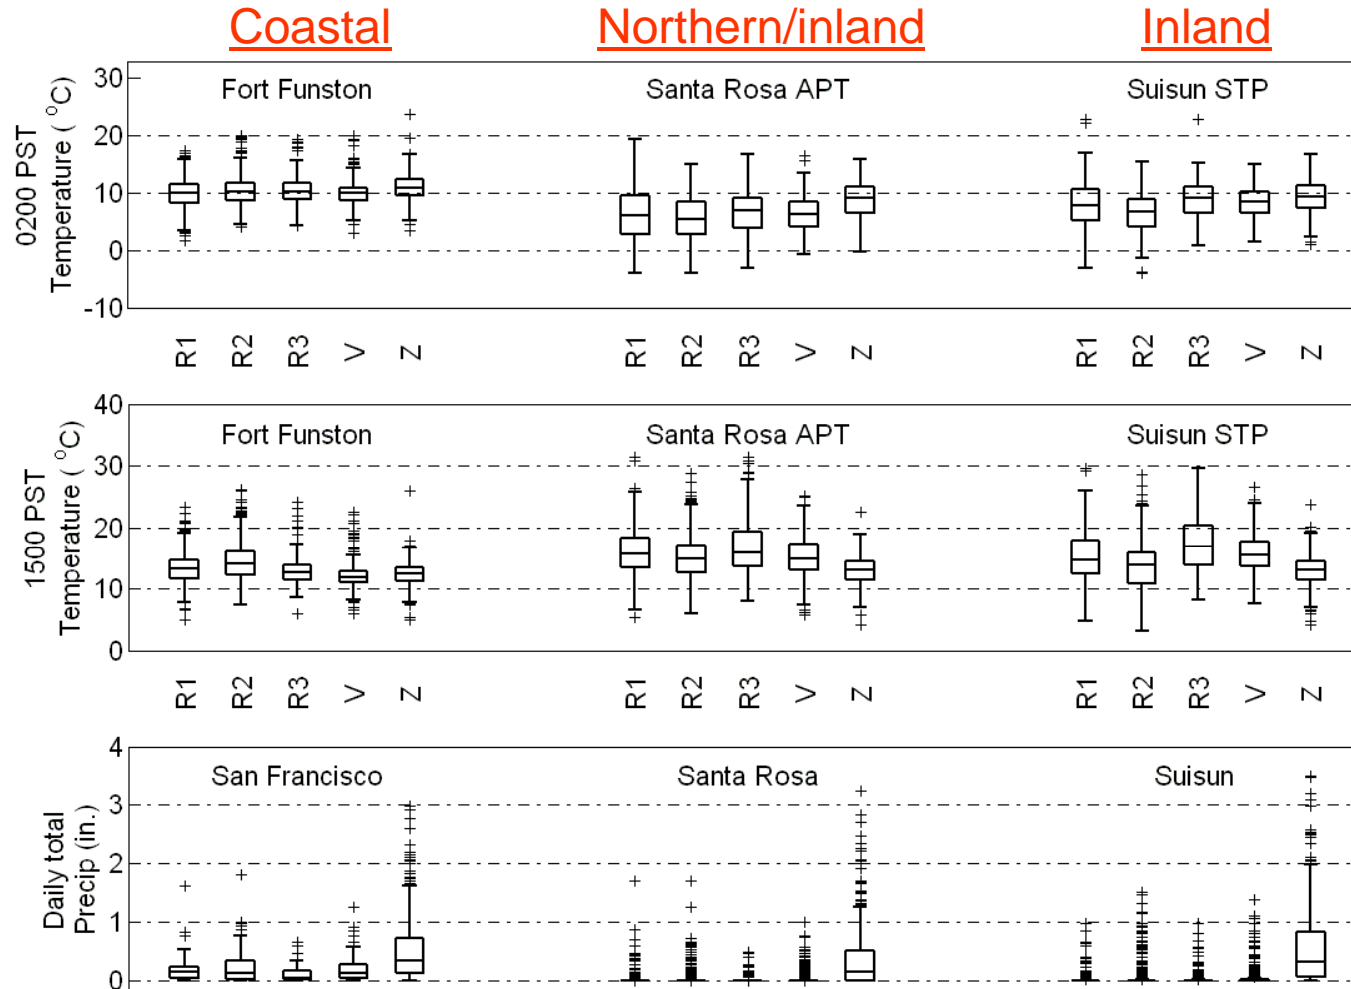 Coastal Northern/inland Inland
0200 PST
Temperature ( °C)
30
20
10
0
-10
Fort Funston Santa Rosa APT Suisun STP
R1 R2 R3 V Z R1 R2 R3 V Z R1 R2 R3 V Z
1500 PST
Temperature ( °C)
40
30
20
10
0
Fort Funston Santa Rosa APT Suisun STP
R1 R2 R3 V Z R1 R2 R3 V Z R1 R2 R3 V Z
Daily total
Precip (in.)
4
3
2
1
0
San Francisco Santa Rosa Suisun